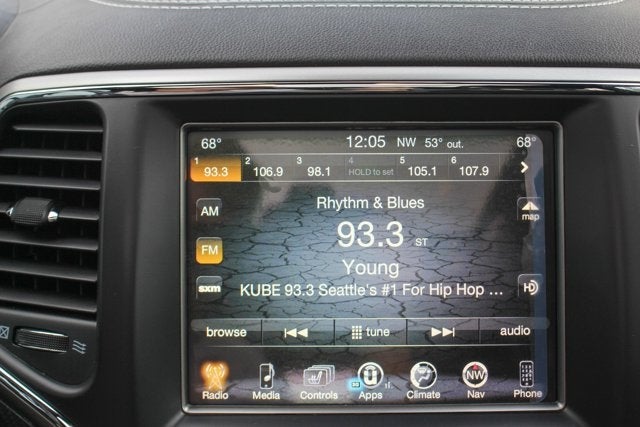 68° 12:05 NW 53° out. 68°
1 93.3 2 106.9 3 98.1 4 HOLD to set 5 105.1 6 107.9
AM Rhythm & Blues map
FM 93.3 ST
Young
sxm KUBE 93.3 Seattle's #1 For Hip Hop ... HD
browse tune audio
NW
Radio Media Controls Apps Climate Nav Phone